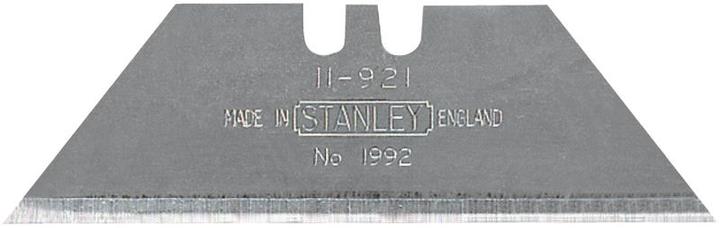 11-921
MADE IN STANLEY ENGLAND
No 1992